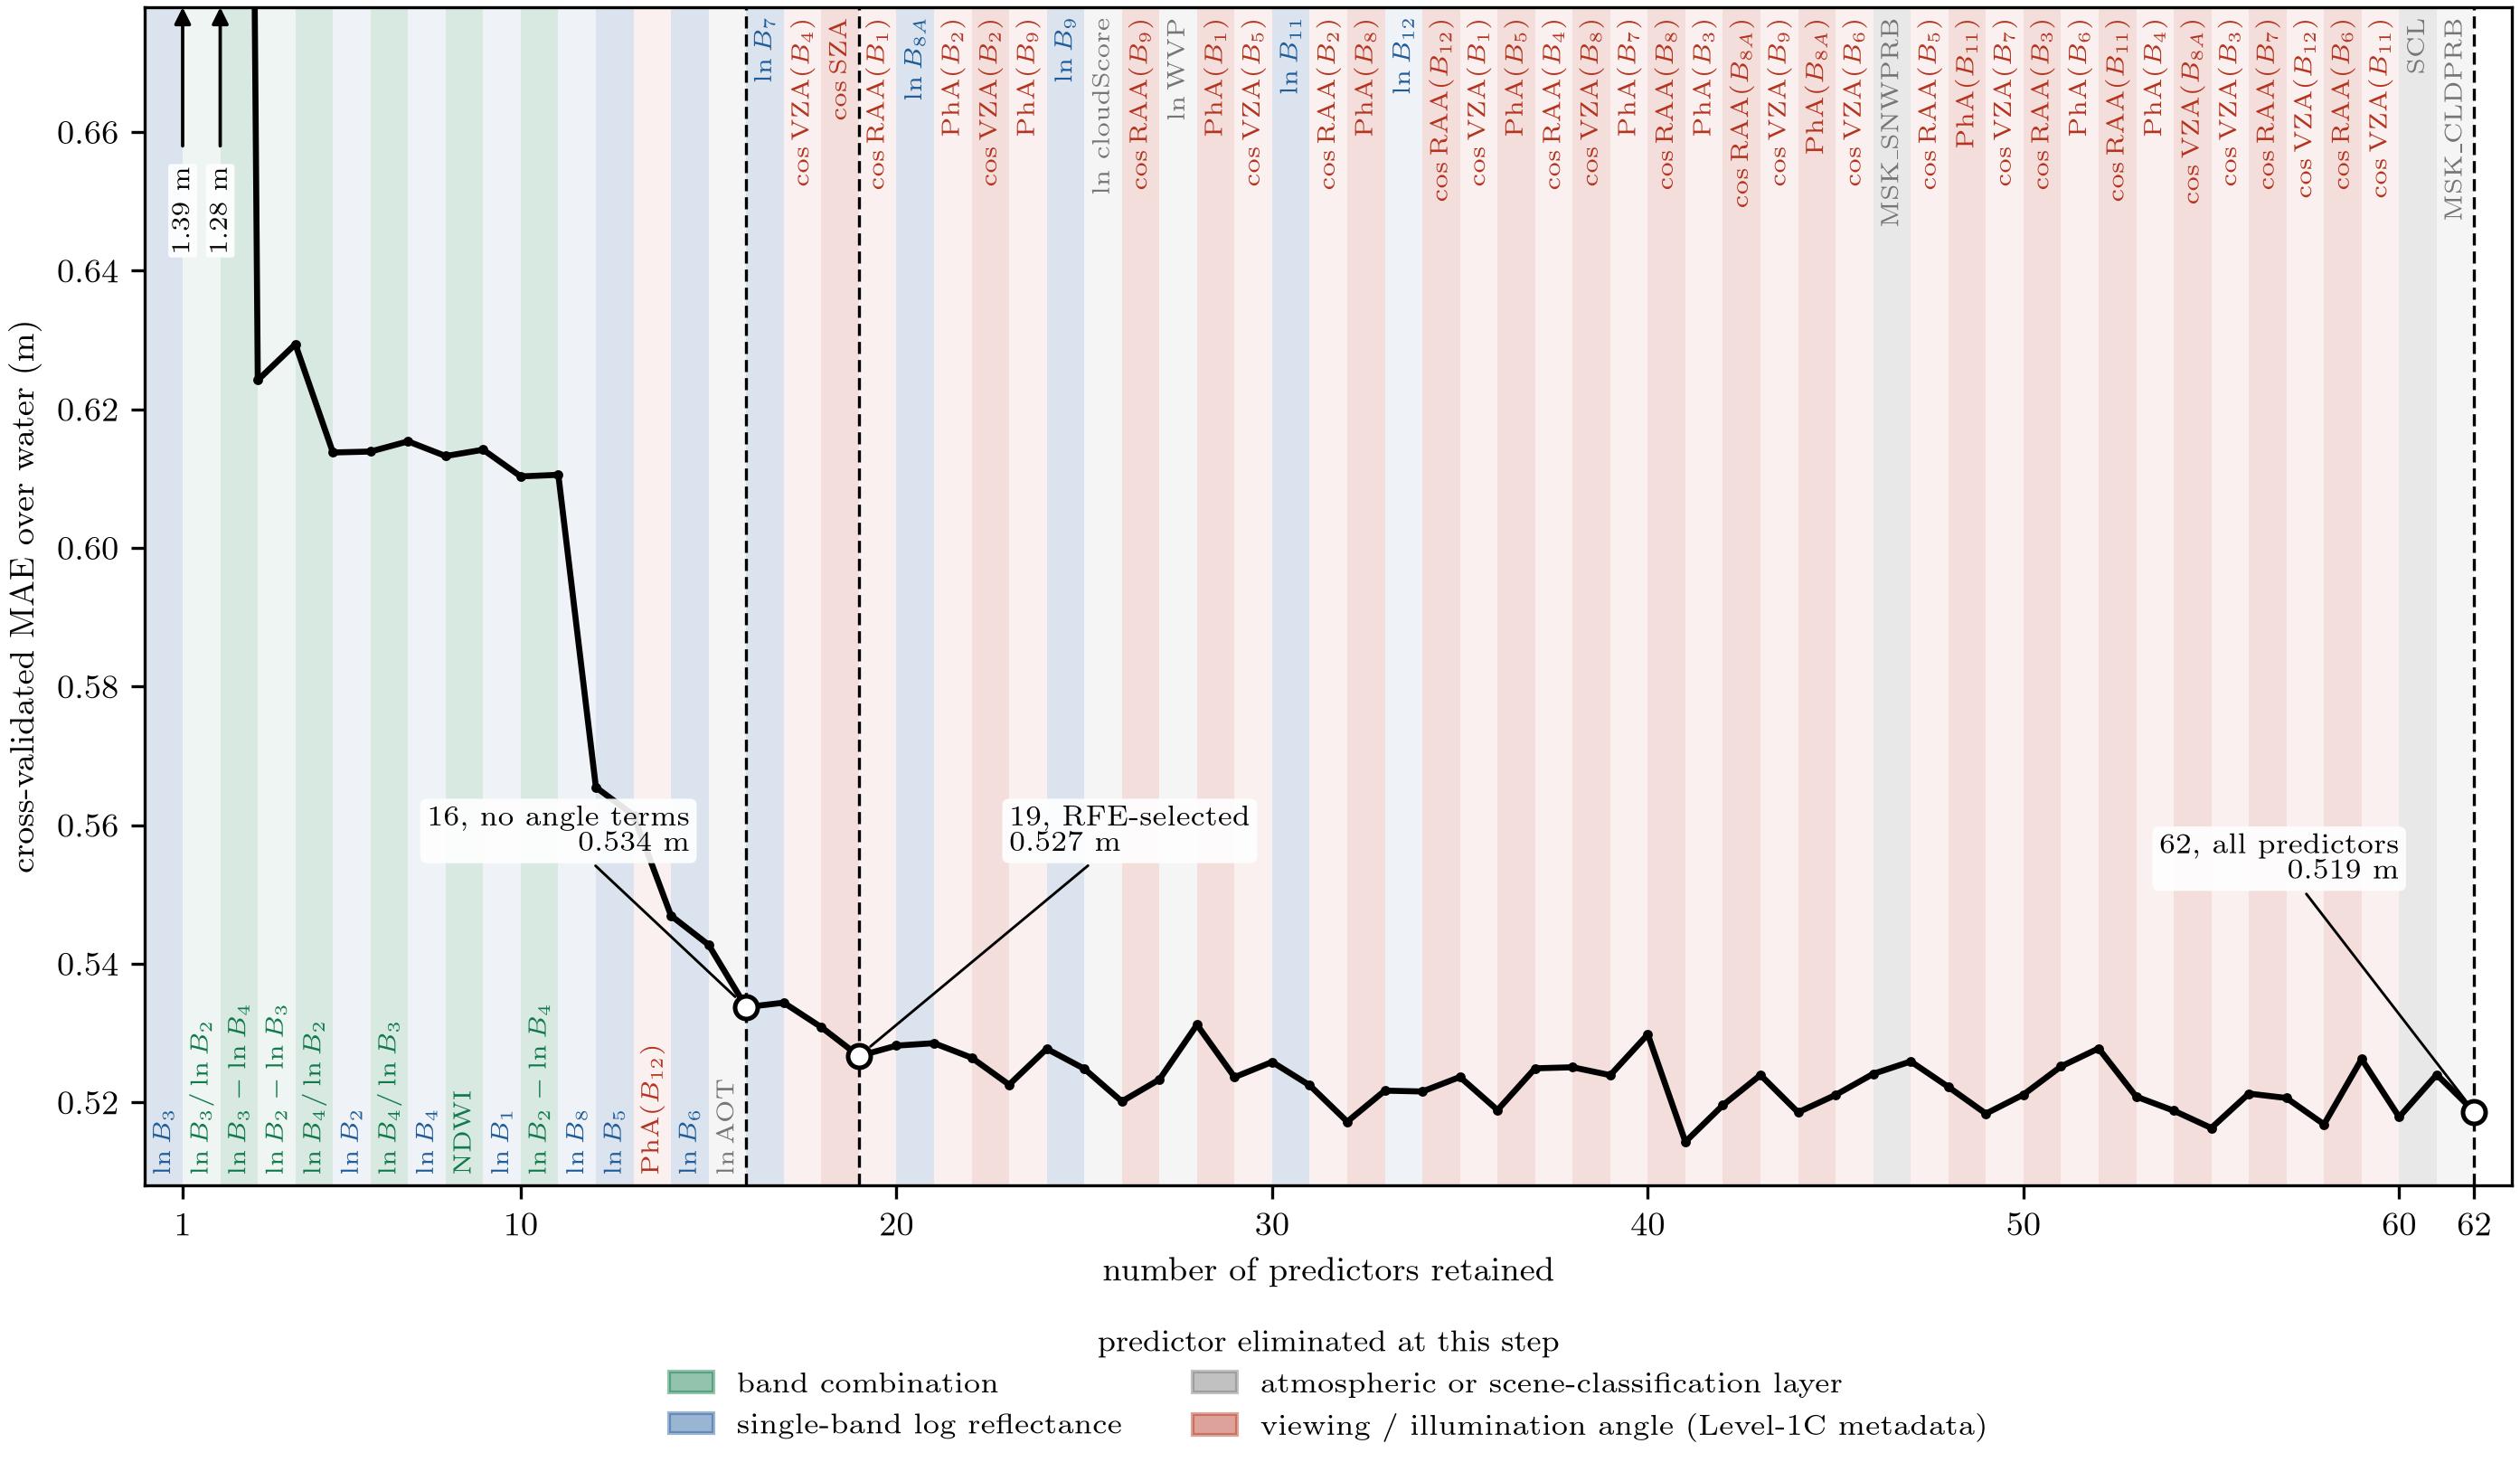 cross-validated MAE over water (m)
0.66
0.64
0.62
0.60
0.58
0.56
0.54
0.52
1.39 m
1.28 m
ln B₇
cos VZA(B₄)
cos SZA
cos RAA(B₁)
ln B₈A
PhA(B₂)
cos VZA(B₂)
PhA(B₉)
ln B₉
ln cloudScore
cos RAA(B₉)
ln WVP
PhA(B₁)
cos VZA(B₅)
ln B₁₁
cos RAA(B₂)
PhA(B₈)
ln B₁₂
cos RAA(B₁₂)
cos VZA(B₁)
PhA(B₅)
cos RAA(B₄)
cos VZA(B₈)
PhA(B₇)
cos RAA(B₈)
PhA(B₃)
cos RAA(B₈A)
cos VZA(B₉)
PhA(B₈A)
cos VZA(B₆)
MSK_SNWPRB
cos RAA(B₅)
PhA(B₁₁)
cos VZA(B₇)
cos RAA(B₃)
PhA(B₆)
cos RAA(B₁₁)
PhA(B₄)
cos VZA(B₈A)
cos VZA(B₃)
cos RAA(B₇)
cos VZA(B₁₂)
cos RAA(B₆)
cos VZA(B₁₁)
SCL
MSK_CLDPRB
16, no angle terms
0.534 m
19, RFE-selected
0.527 m
62, all predictors
0.519 m
ln B₃
ln B₃/ ln B₂
ln B₃ − ln B₄
ln B₂ − ln B₃
ln B₄/ ln B₂
ln B₂
ln B₄/ ln B₃
ln B₄
NDWI
ln B₁
ln B₂ − ln B₄
ln B₈
ln B₅
PhA(B₁₂)
ln B₆
ln AOT
1 10 20 30 40 50 60 62
number of predictors retained
predictor eliminated at this step
band combination
single-band log reflectance
atmospheric or scene-classification layer
viewing / illumination angle (Level-1C metadata)